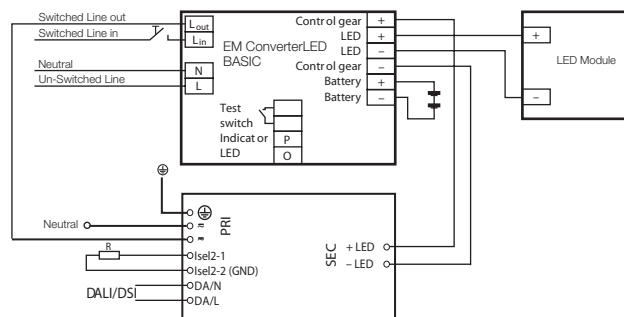 Switched Line out
Switched Line in
Neutral
Un-Switched Line
Lout
Lin
N
L
EM ConverterLED
BASIC
Test
switch
Indicator
LED
P
O
Control gear +
LED +
LED –
Control gear –
Battery +
Battery –
+
–
LED Module
Neutral
R
DALI/DSI
PRI
≂
≂
Isel2-1
Isel2-2 (GND)
DA/N
DA/L
SEC
+ LED
– LED